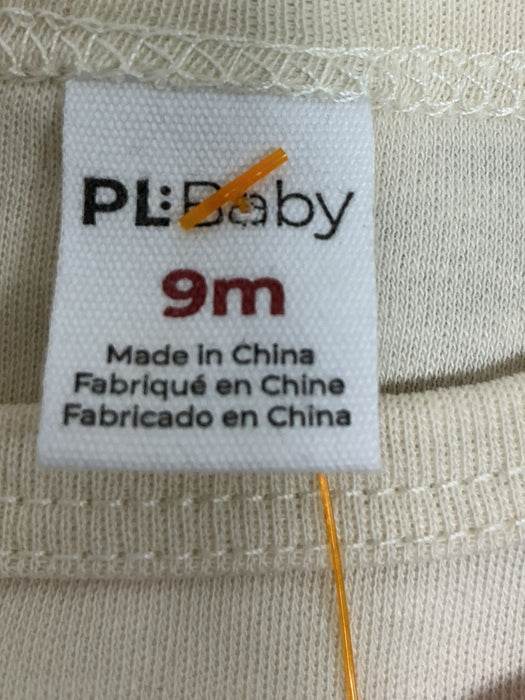 PL Baby
9m
Made in China
Fabriqué en Chine
Fabricado en China